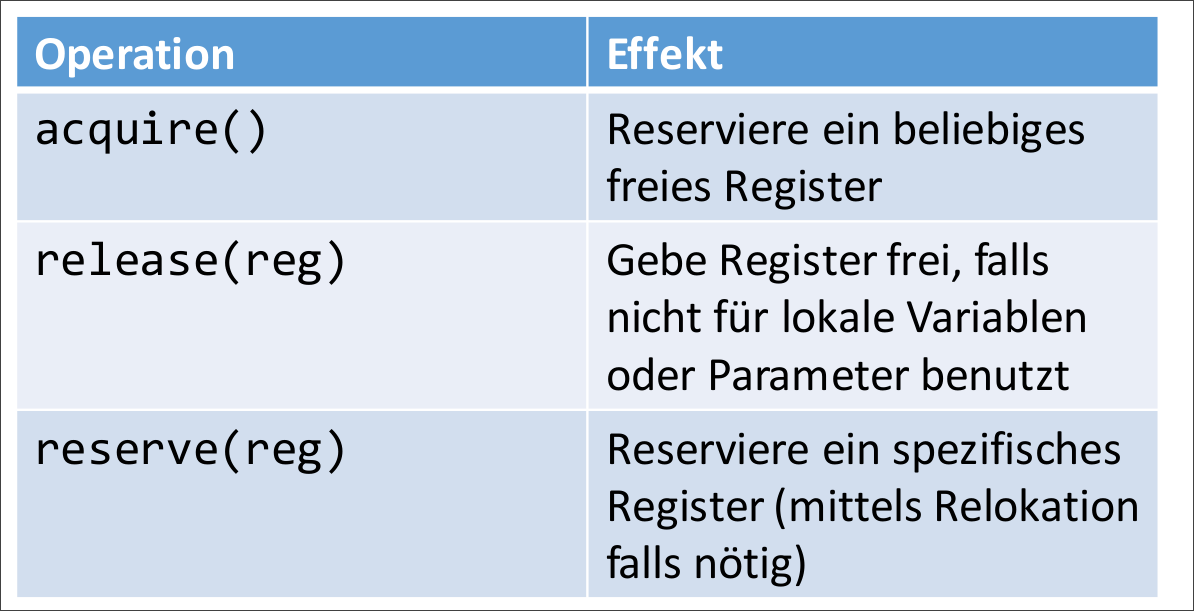 Operation
Effekt
acquire()
Reserviere ein beliebiges
freies Register
release(reg)
Gebe Register frei, falls
nicht für lokale Variablen
oder Parameter benutzt
reserve(reg)
Reserviere ein spezifisches
Register (mittels Relokation
falls nötig)